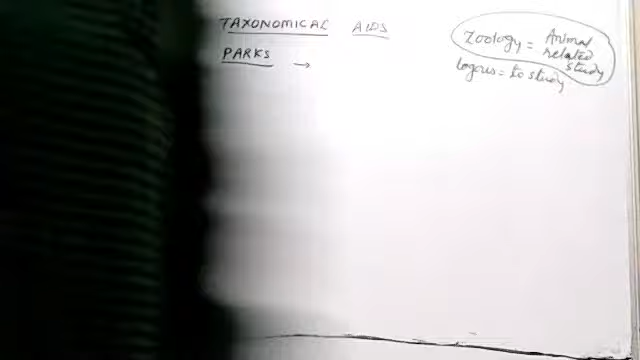 TAXONOMICAL AIDS
PARKS →
Zoology = Animal
related
study
logous = to study